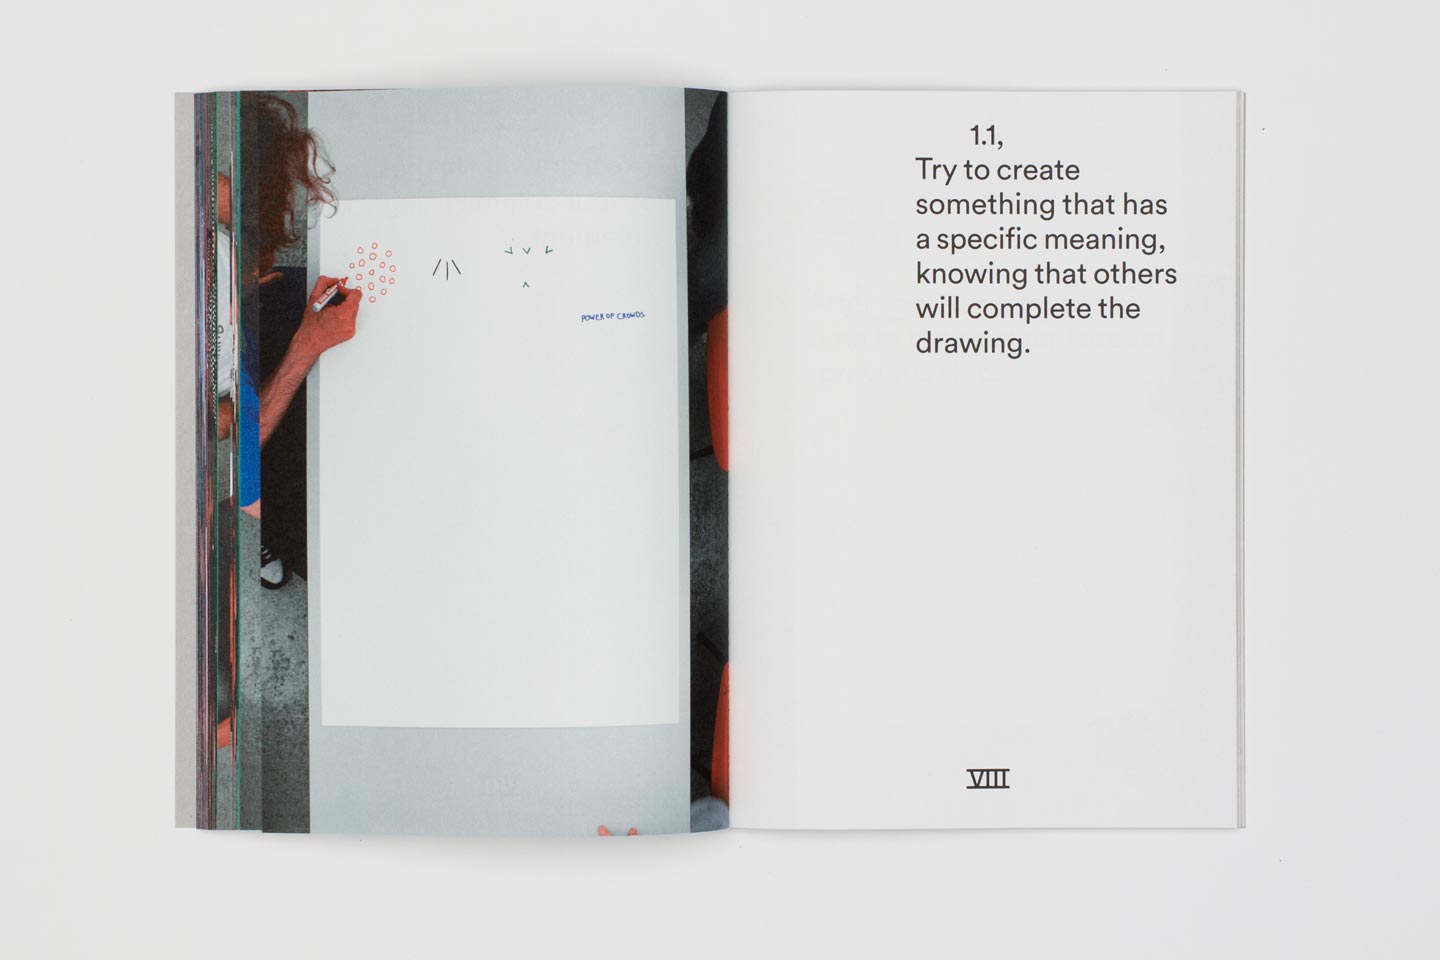 POWER OF CROWDS
1.1,
Try to create
something that has
a specific meaning,
knowing that others
will complete the
drawing.
VIII